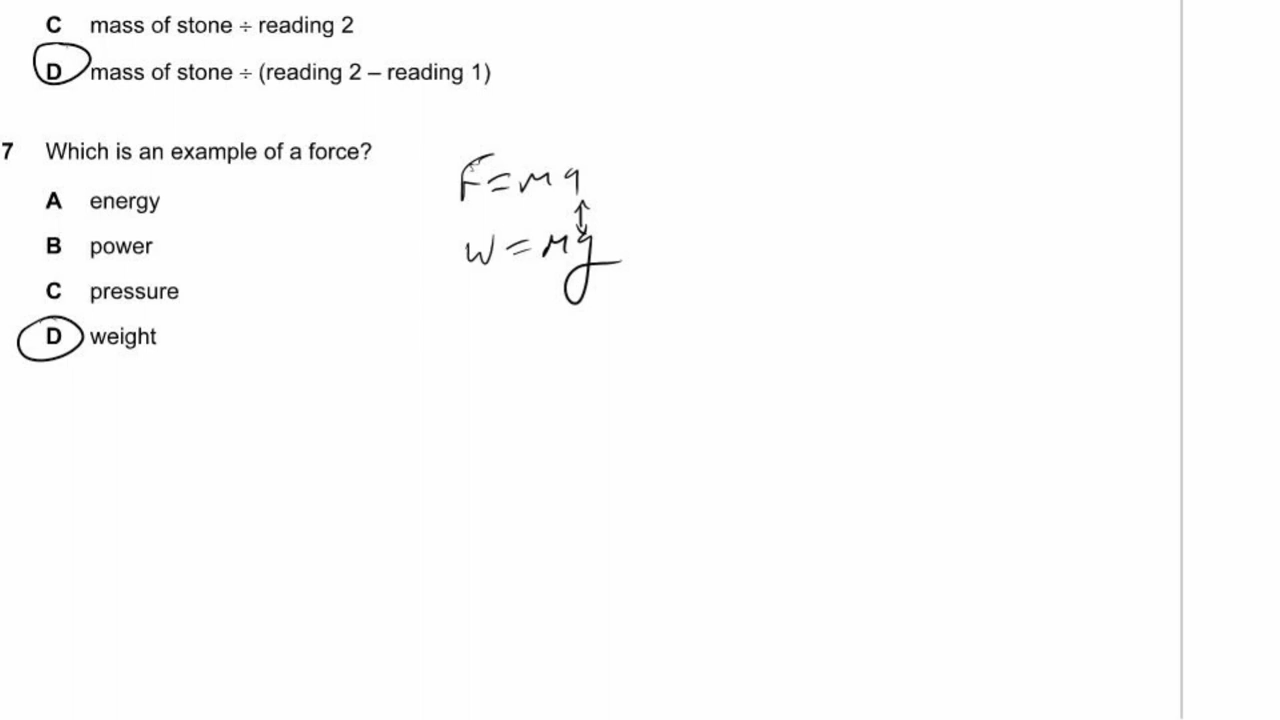 C mass of stone ÷ reading 2
D mass of stone ÷ (reading 2 – reading 1)
7 Which is an example of a force?
F = ma
A energy
W = mg
B power
C pressure
D weight